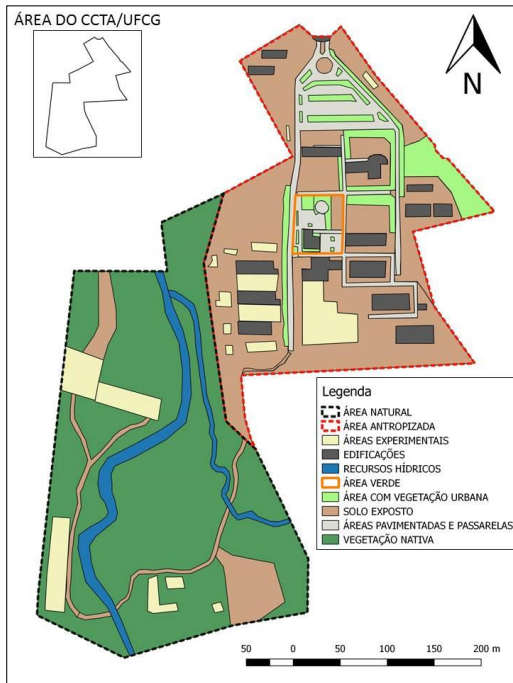 ÁREA DO CCTA/UFCG
N
Legenda
ÁREA NATURAL
ÁREA ANTROPIZADA
ÁREAS EXPERIMENTAIS
EDIFICAÇÕES
RECURSOS HÍDRICOS
ÁREA VERDE
ÁREA COM VEGETAÇÃO URBANA
SOLO EXPOSTO
ÁREAS PAVIMENTADAS E PASSARELAS
VEGETAÇÃO NATIVA
50 0 50 100 150 200 m